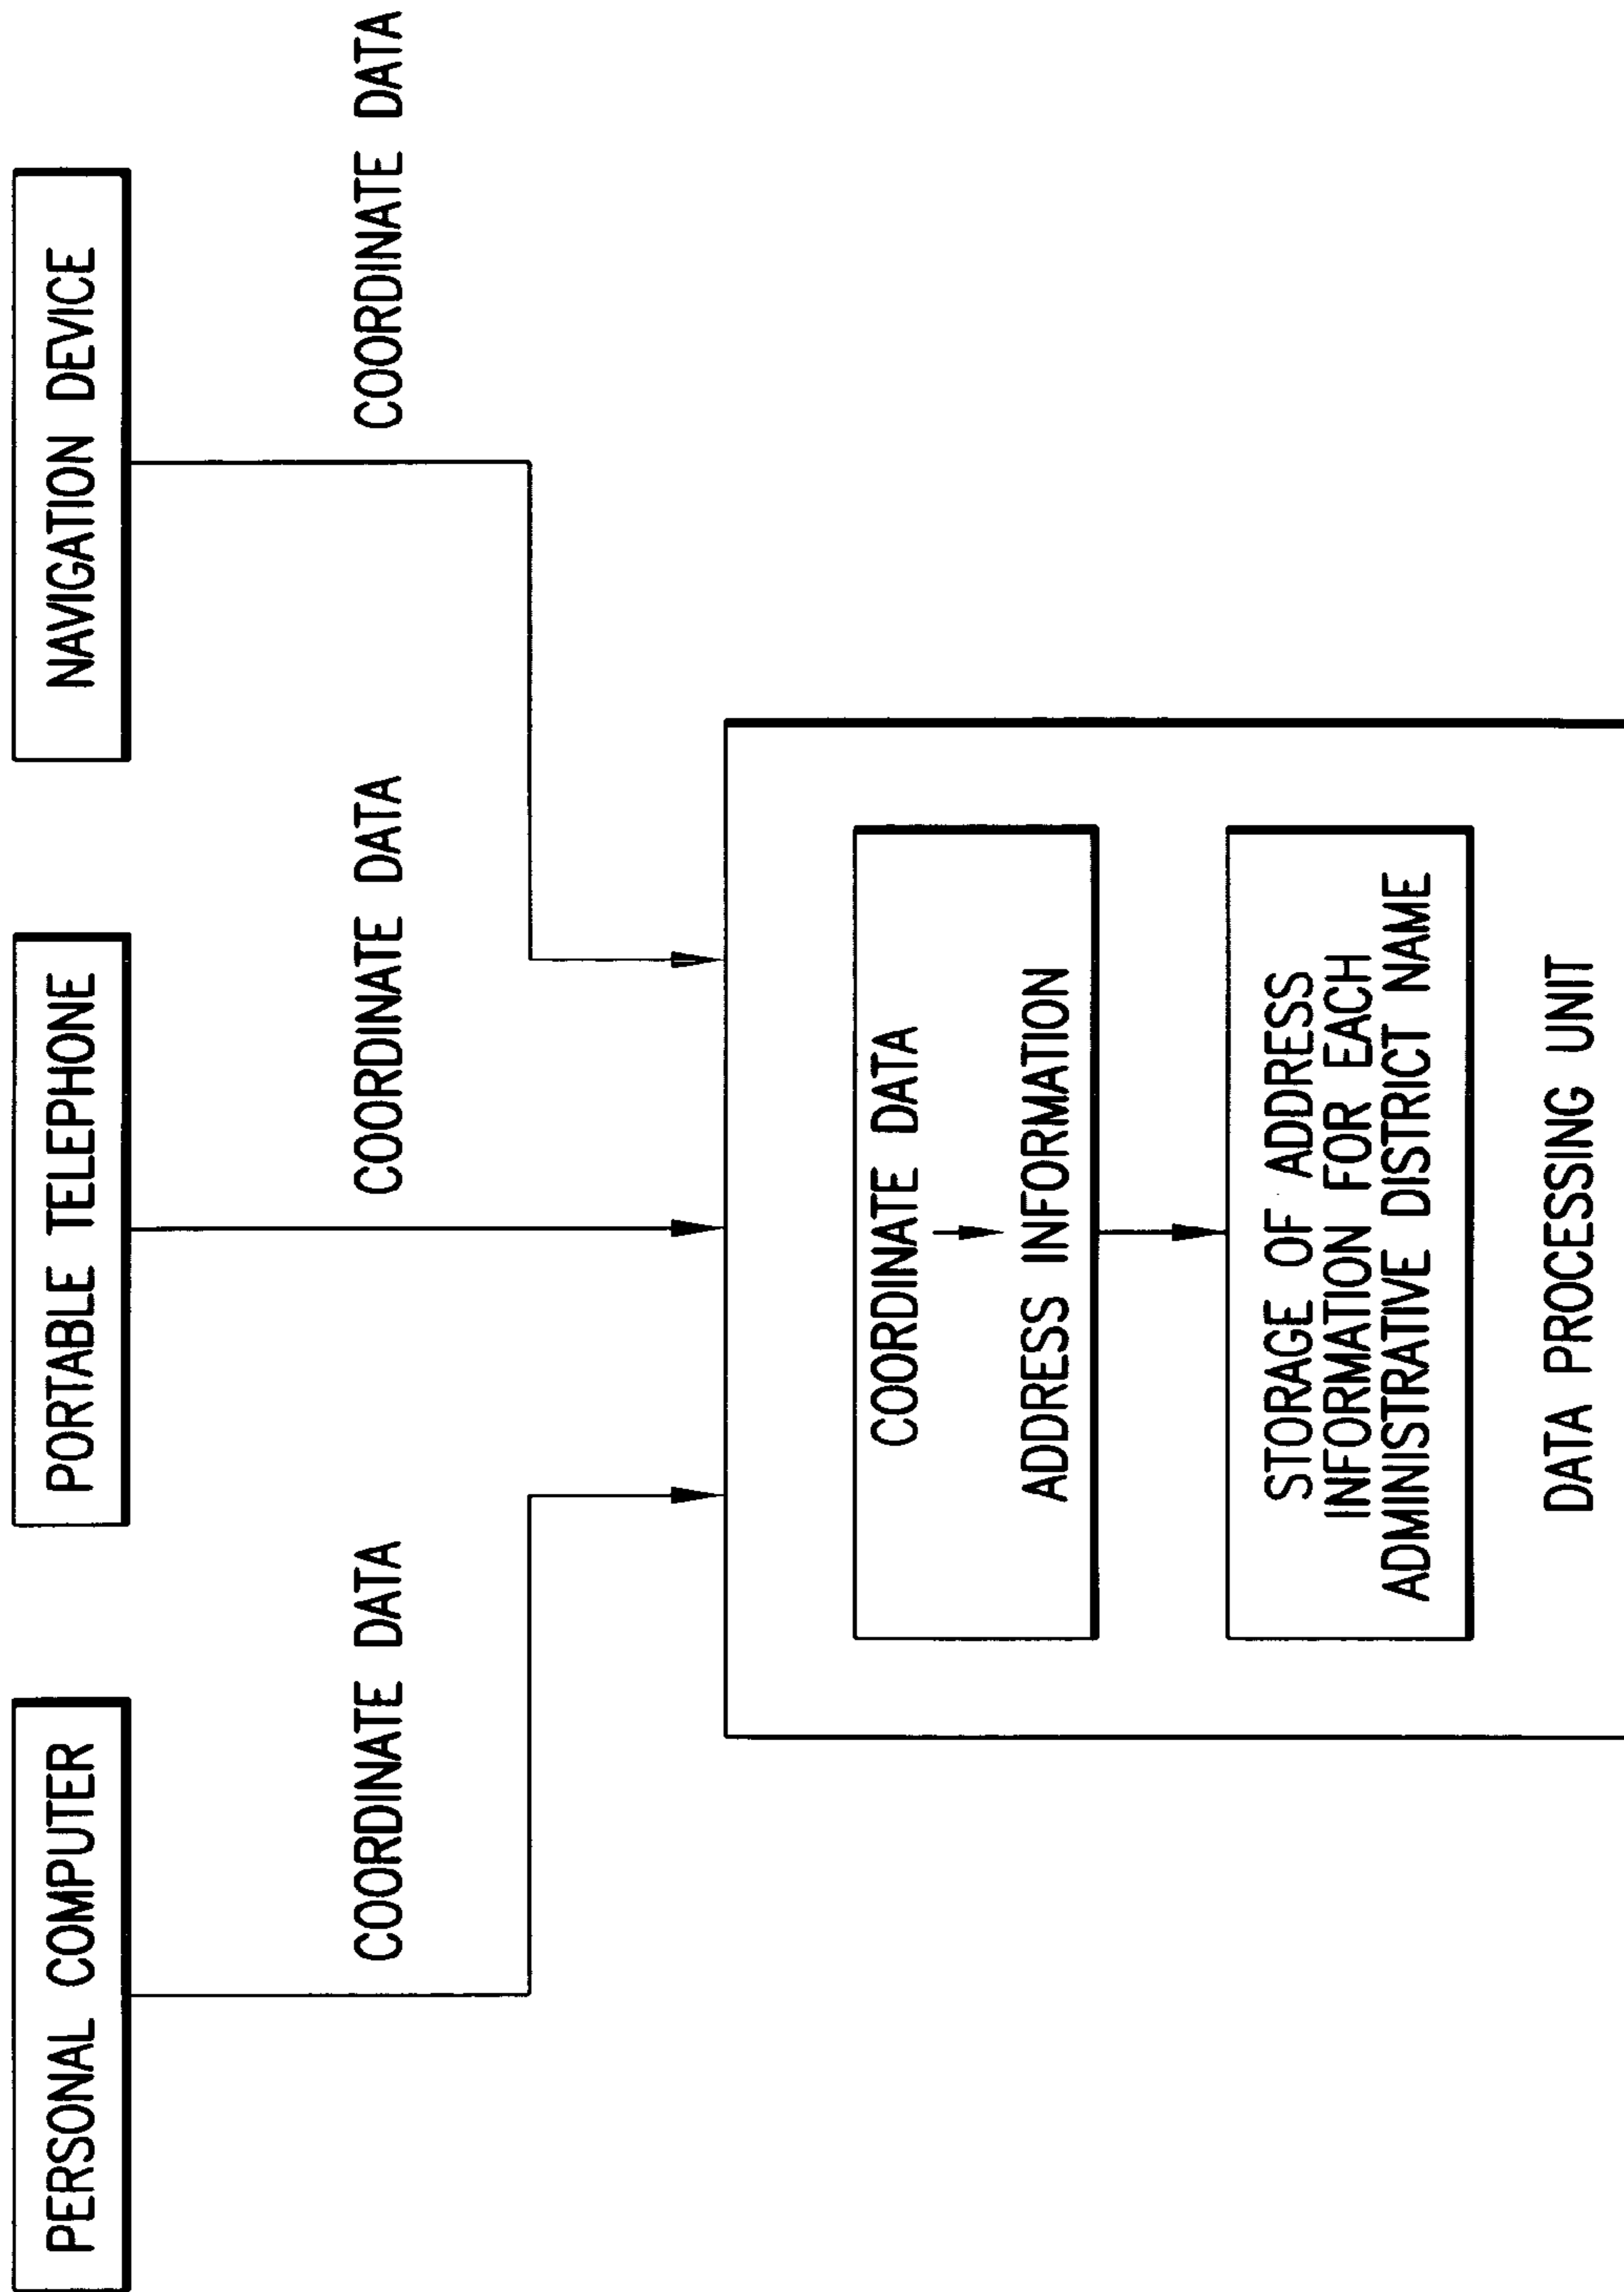 PERSONAL COMPUTER
PORTABLE TELEPHONE
NAVIGATION DEVICE
COORDINATE DATA
COORDINATE DATA
COORDINATE DATA
COORDINATE DATA
ADDRESS INFORMATION
STORAGE OF ADDRESS
INFORMATION FOR EACH
ADMINISTRATIVE DISTRICT NAME
DATA PROCESSING UNIT